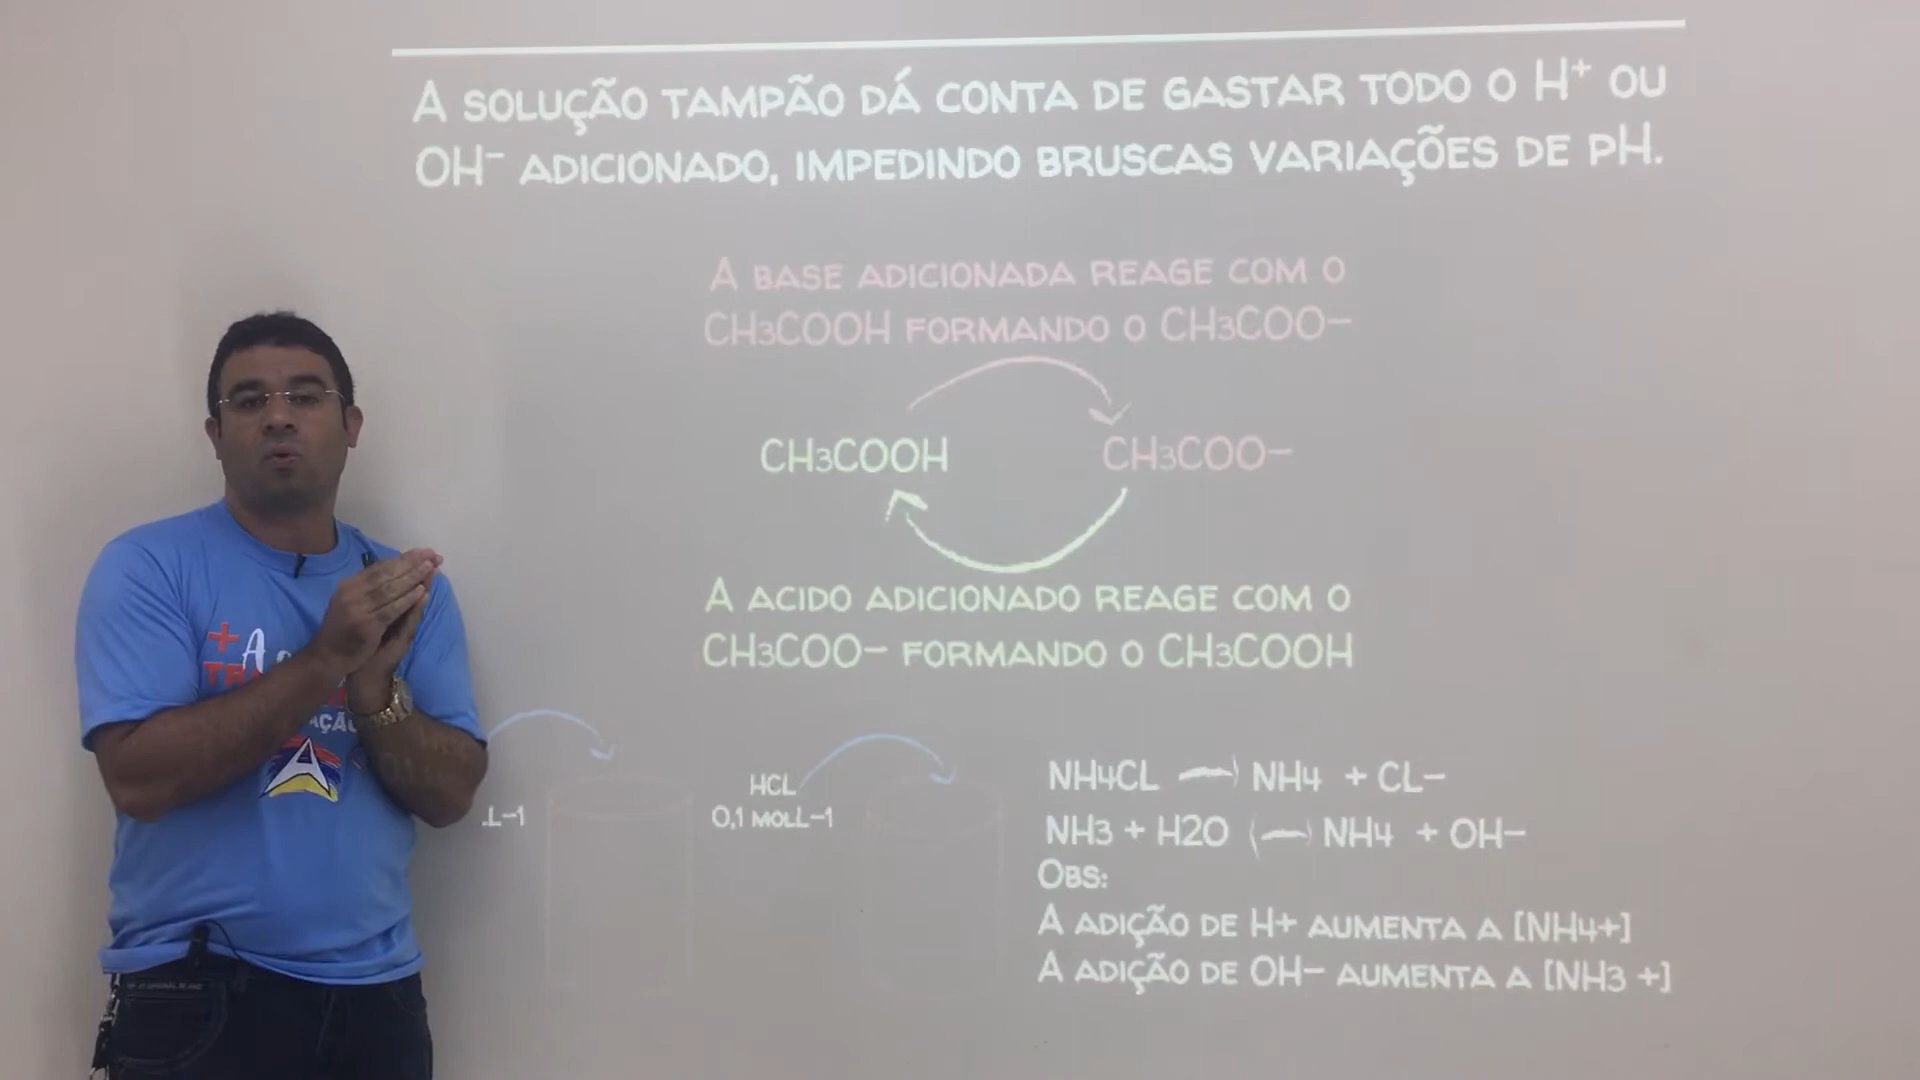 A SOLUÇÃO TAMPÃO DÁ CONTA DE GASTAR TODO O H⁺ OU
OH⁻ ADICIONADO, IMPEDINDO BRUSCAS VARIAÇÕES DE PH.
A BASE ADICIONADA REAGE COM O
CH3COOH FORMANDO O CH3COO–
CH3COOH
CH3COO–
A ACIDO ADICIONADO REAGE COM O
CH3COO– FORMANDO O CH3COOH
.L–1
HCL
0,1 MOLL–1
NH4CL ⟶ NH4 + CL–
NH3 + H2O (—) NH4 + OH–
OBS:
A ADIÇÃO DE H+ AUMENTA A [NH4+]
A ADIÇÃO DE OH– AUMENTA A [NH3 +]
+ A
AÇÃO